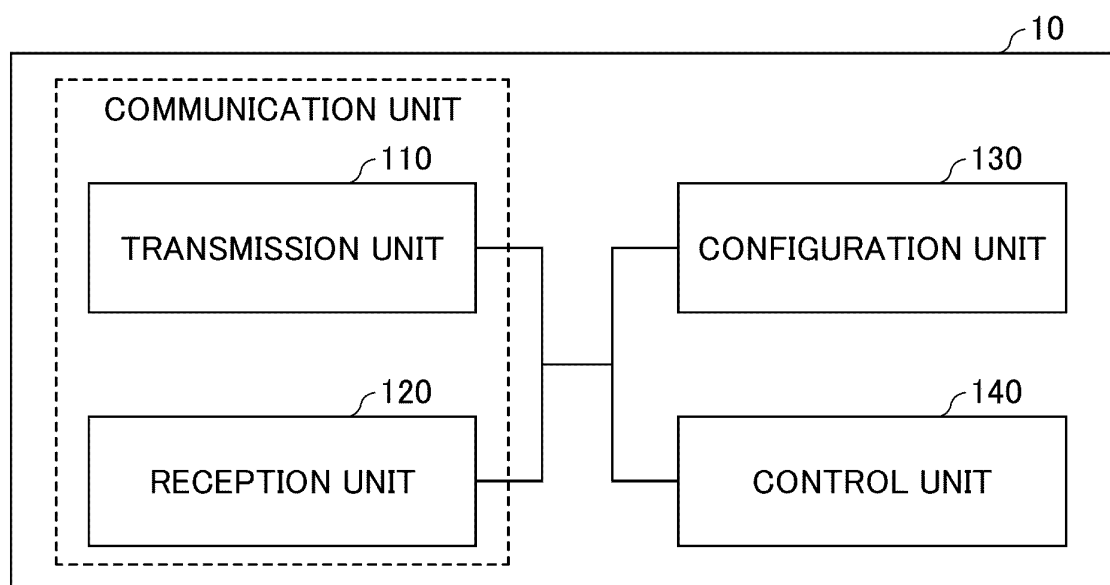 10
COMMUNICATION UNIT
110
TRANSMISSION UNIT
130
CONFIGURATION UNIT
120
RECEPTION UNIT
140
CONTROL UNIT